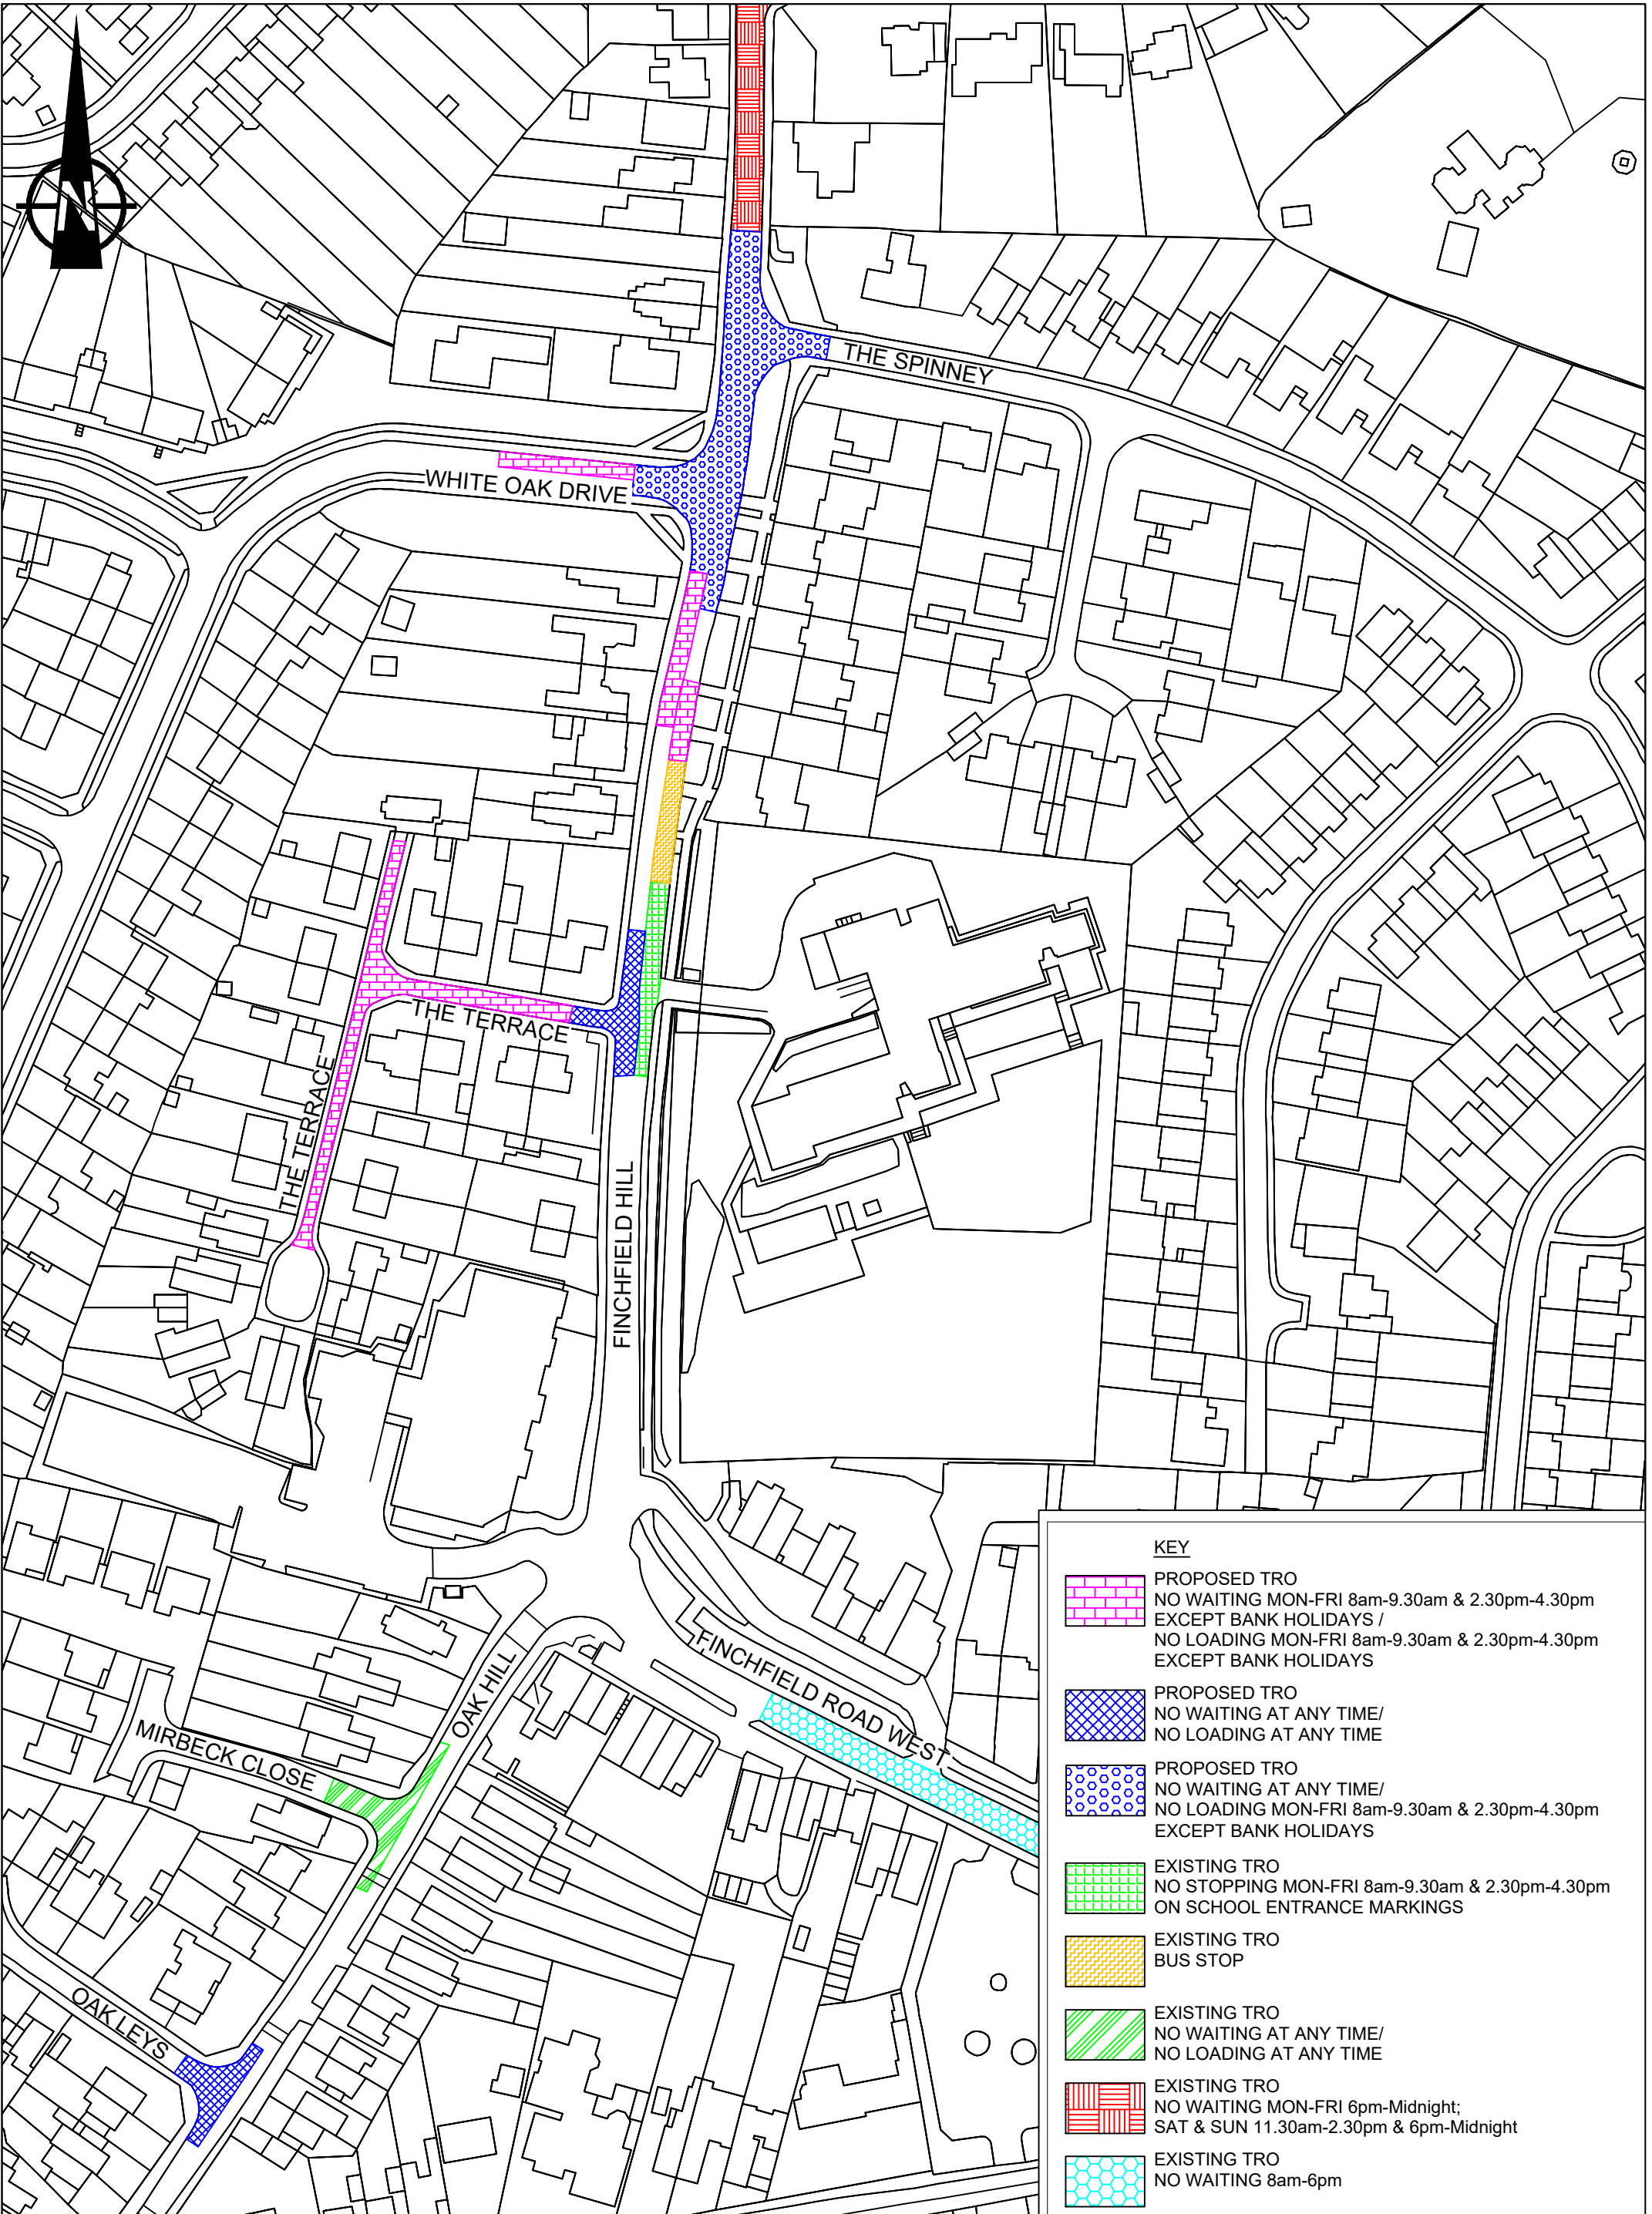 THE SPINNEY
WHITE OAK DRIVE
THE TERRACE
THE TERRACE
FINCHFIELD HILL
FINCHFIELD ROAD WEST
OAK HILL
MIRBECK CLOSE
OAKLEYS
KEY
PROPOSED TRO
NO WAITING MON-FRI 8am-9.30am & 2.30pm-4.30pm
EXCEPT BANK HOLIDAYS /
NO LOADING MON-FRI 8am-9.30am & 2.30pm-4.30pm
EXCEPT BANK HOLIDAYS
PROPOSED TRO
NO WAITING AT ANY TIME/
NO LOADING AT ANY TIME
PROPOSED TRO
NO WAITING AT ANY TIME/
NO LOADING MON-FRI 8am-9.30am & 2.30pm-4.30pm
EXCEPT BANK HOLIDAYS
EXISTING TRO
NO STOPPING MON-FRI 8am-9.30am & 2.30pm-4.30pm
ON SCHOOL ENTRANCE MARKINGS
EXISTING TRO
BUS STOP
EXISTING TRO
NO WAITING AT ANY TIME/
NO LOADING AT ANY TIME
EXISTING TRO
NO WAITING MON-FRI 6pm-Midnight;
SAT & SUN 11.30am-2.30pm & 6pm-Midnight
EXISTING TRO
NO WAITING 8am-6pm